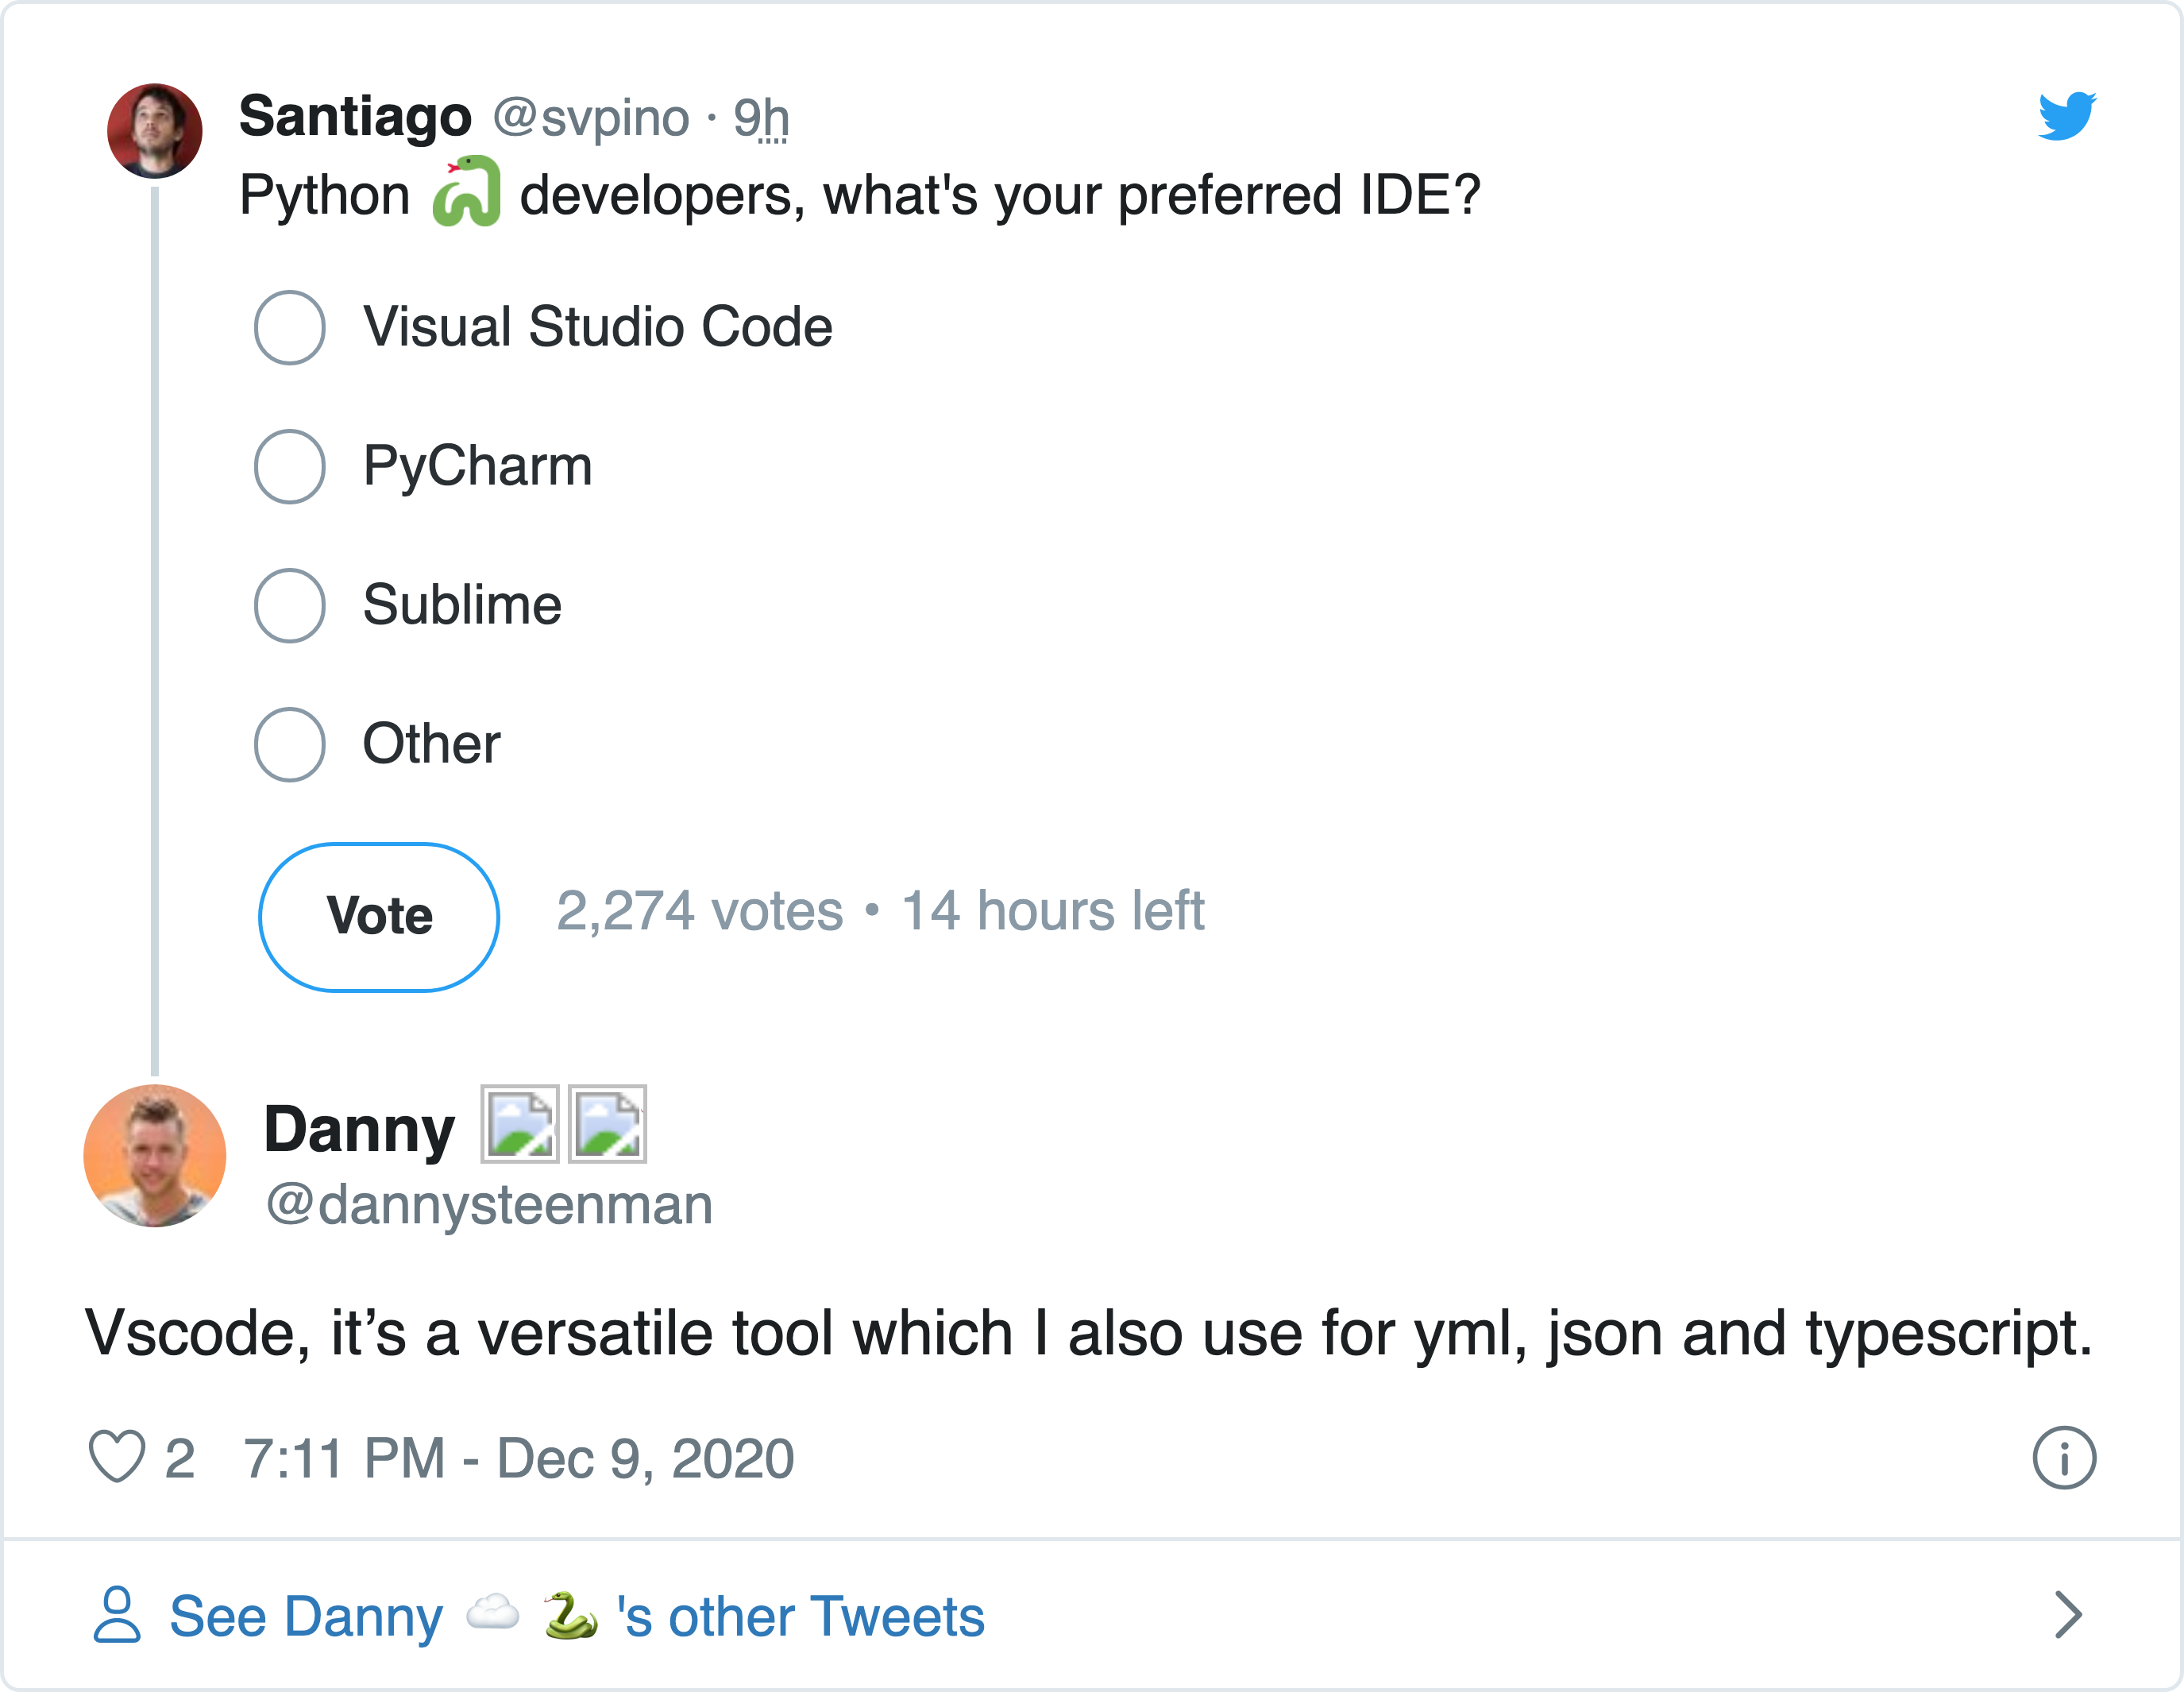 Santiago @svpino · 9h
Python 🐍 developers, what's your preferred IDE?
Visual Studio Code
PyCharm
Sublime
Other
Vote 2,274 votes • 14 hours left
Danny
@dannysteenman
Vscode, it’s a versatile tool which I also use for yml, json and typescript.
2 7:11 PM - Dec 9, 2020
See Danny ☁️ 🐍 's other Tweets